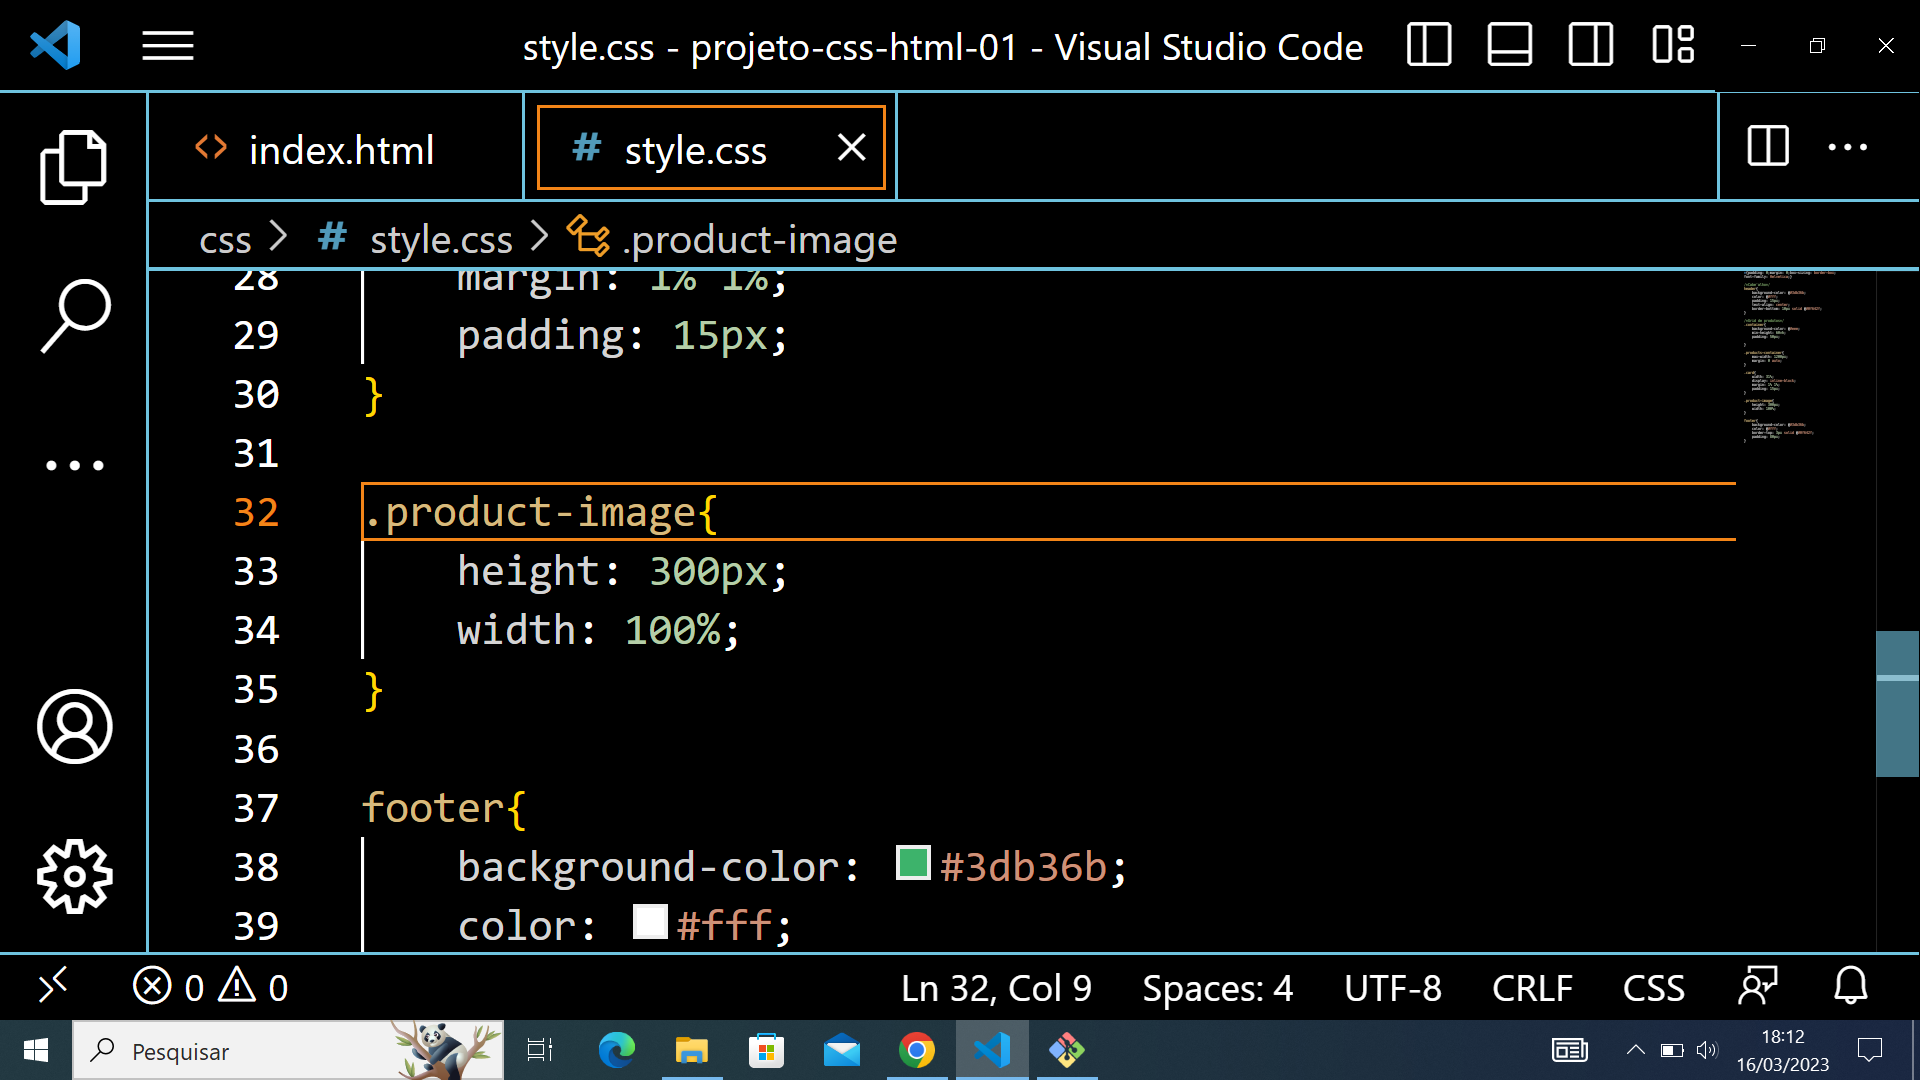 style.css - projeto-css-html-01 - Visual Studio Code
index.html
# style.css
css > # style.css > .product-image
28 margin: 1% 1%;
29 padding: 15px;
30 }
31
32 .product-image{
33 height: 300px;
34 width: 100%;
35 }
36
37 footer{
38 background-color: #3db36b;
39 color: #fff;
0 0 Ln 32, Col 9 Spaces: 4 UTF-8 CRLF CSS
Pesquisar
18:12
16/03/2023